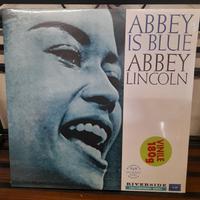 ABBEY
IS BLUE
ABBEY
LINCOLN
VINILE
180g
RIVERSIDE